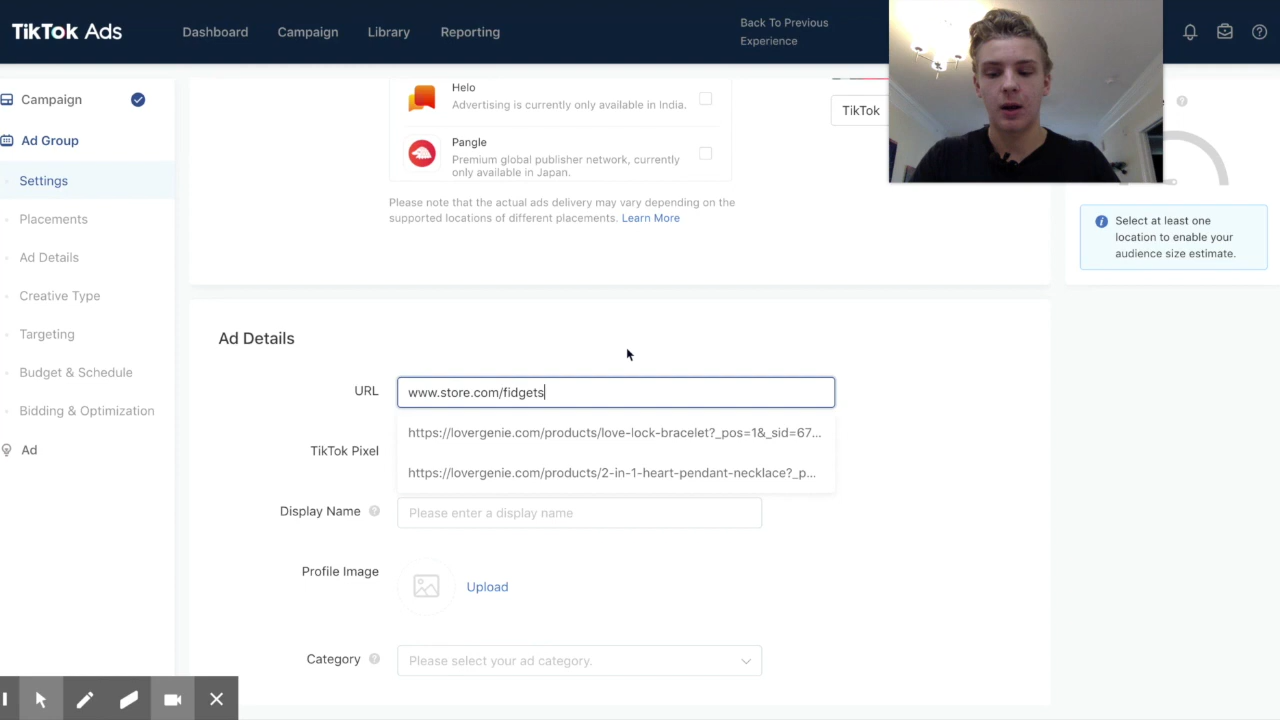 TikTok Ads
Dashboard
Campaign
Library
Reporting
Back To Previous
Experience
Campaign
Ad Group
Settings
Placements
Ad Details
Creative Type
Targeting
Budget & Schedule
Bidding & Optimization
Ad
Helo
Advertising is currently only available in India.
Pangle
Premium global publisher network, currently
only available in Japan.
Please note that the actual ads delivery may vary depending on the
supported locations of different placements. Learn More
TikTok
Select at least one
location to enable your
audience size estimate.
Ad Details
URL
www.store.com/fidgets
https://lovergenie.com/products/love-lock-bracelet?_pos=1&_sid=67...
https://lovergenie.com/products/2-in-1-heart-pendant-necklace?_p...
TikTok Pixel
Display Name
Please enter a display name
Profile Image
Upload
Category
Please select your ad category.